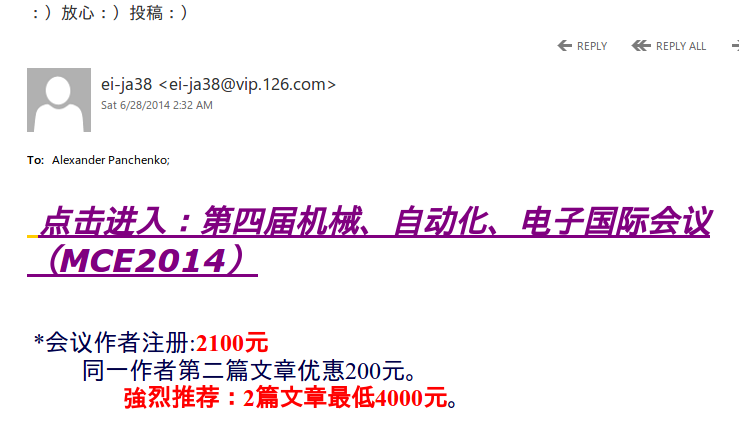 ：）放心：）投稿：）
REPLY REPLY ALL
ei-ja38 <ei-ja38@vip.126.com>
Sat 6/28/2014 2:32 AM
To: Alexander Panchenko;
点击进入：第四届机械、自动化、电子国际会议
（MCE2014）
*会议作者注册:2100元
同一作者第二篇文章优惠200元。
強烈推荐：2篇文章最低4000元。